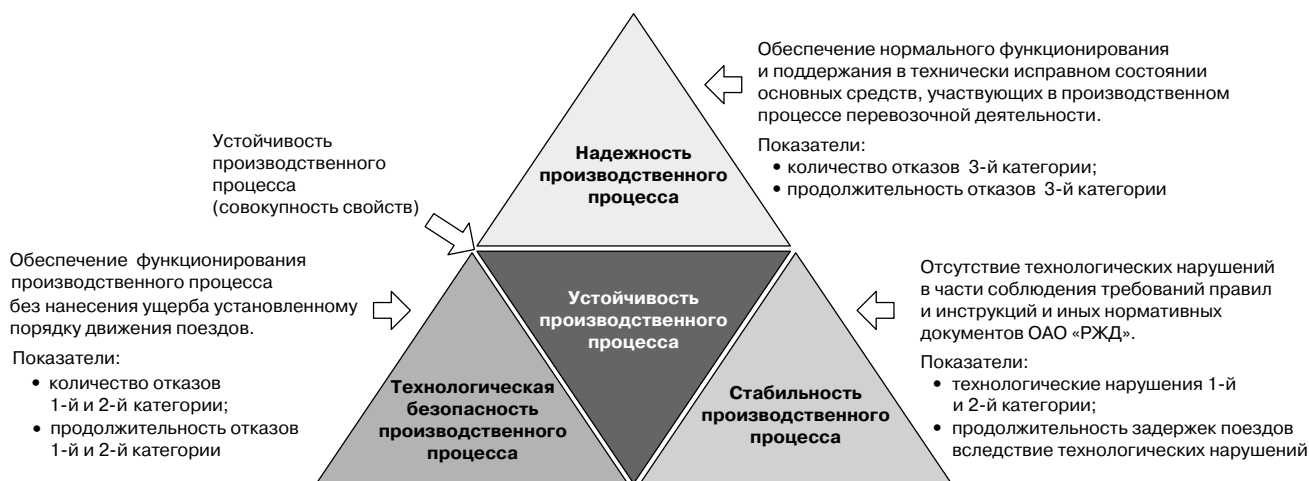 Обеспечение нормального функционирования
и поддержания в технически исправном состоянии
основных средств, участвующих в производственном
процессе перевозочной деятельности.
Показатели:
• количество отказов 3-й категории;
• продолжительность отказов 3-й категории
Надежность
производственного
процесса
Устойчивость
производственного
процесса
(совокупность свойств)
Обеспечение функционирования
производственного процесса
без нанесения ущерба установленному
порядку движения поездов.
Показатели:
• количество отказов
1-й и 2-й категории;
• продолжительность отказов
1-й и 2-й категории
Устойчивость
производственного
процесса
Технологическая
безопасность
производственного
процесса
Стабильность
производственного
процесса
Отсутствие технологических нарушений
в части соблюдения требований правил
и инструкций и иных нормативных
документов ОАО «РЖД».
Показатели:
• технологические нарушения 1-й
и 2-й категории;
• продолжительность задержек поездов
вследствие технологических нарушений